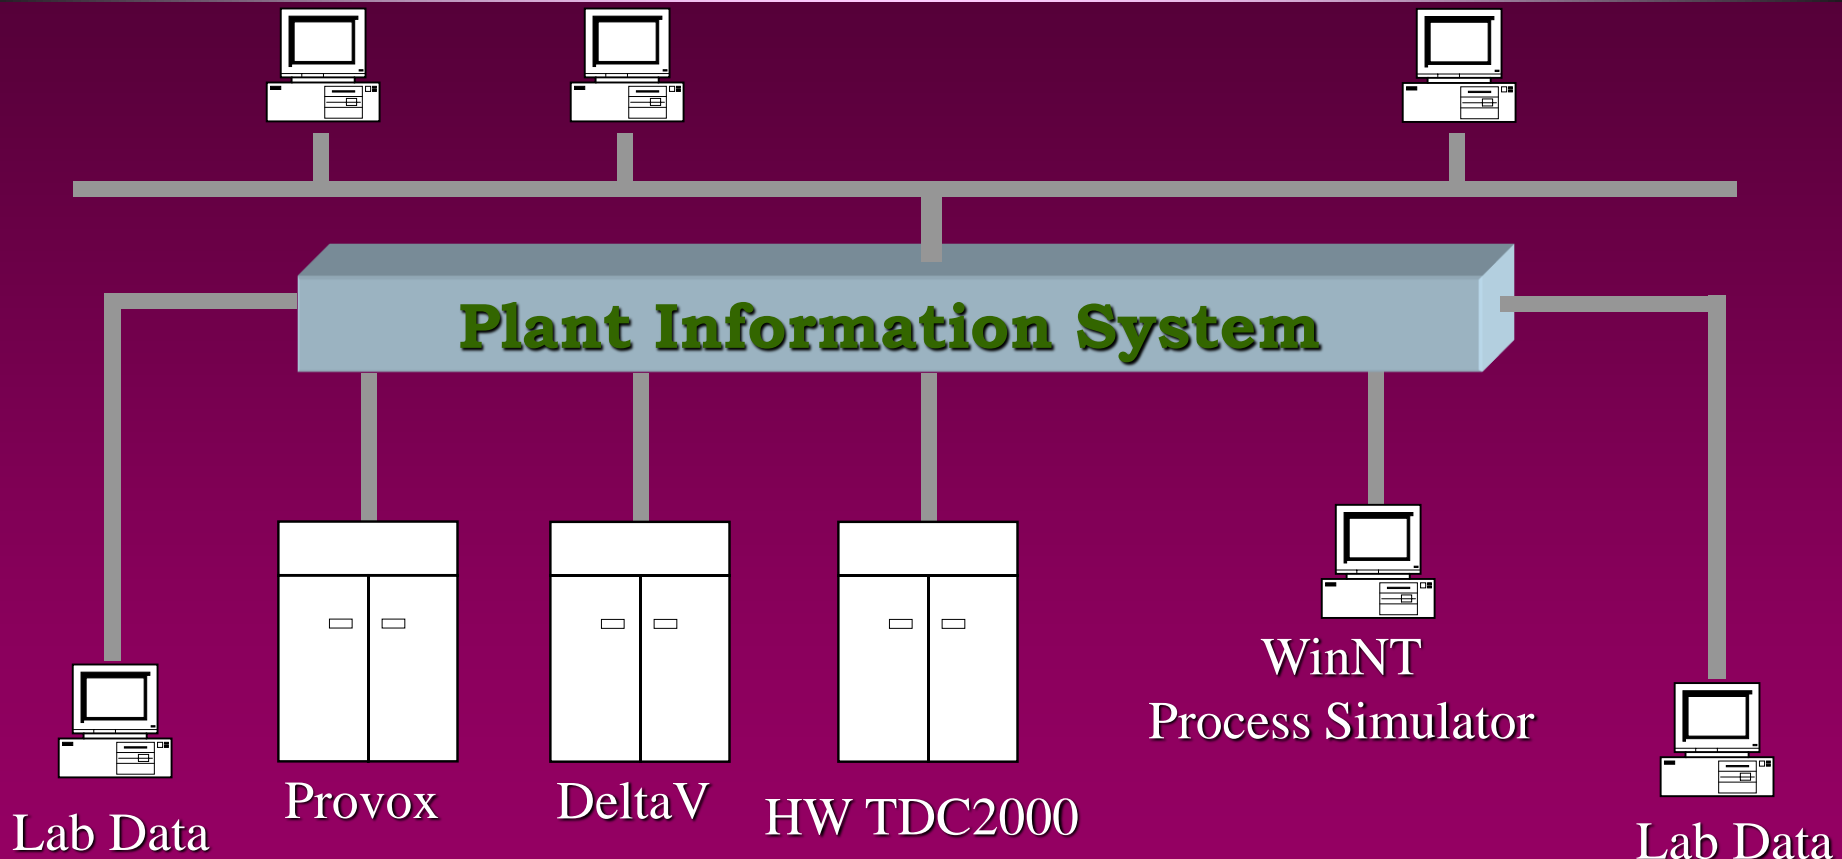 Plant Information System
WinNT
Process Simulator
Provox
DeltaV
HW TDC2000
Lab Data
Lab Data